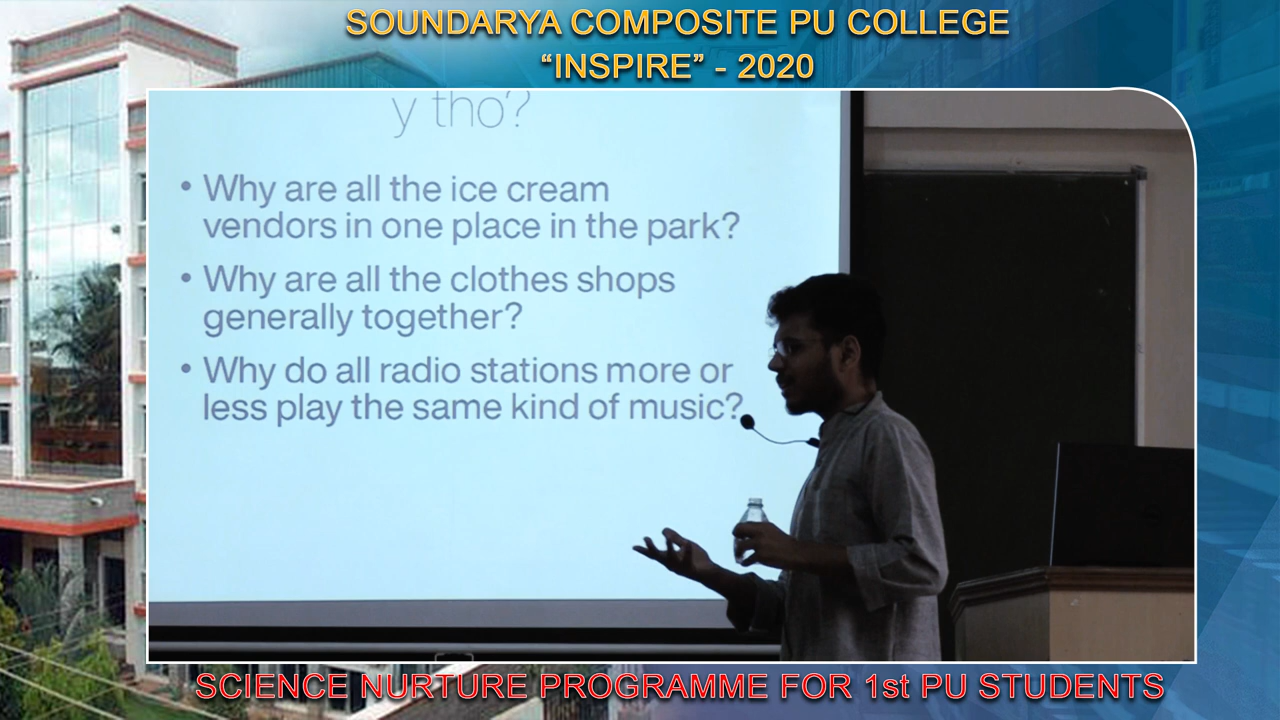 SOUNDARYA COMPOSITE PU COLLEGE
“INSPIRE” - 2020
y tho?
• Why are all the ice cream
vendors in one place in the park?
• Why are all the clothes shops
generally together?
• Why do all radio stations more or
less play the same kind of music?
SCIENCE NURTURE PROGRAMME FOR 1st PU STUDENTS